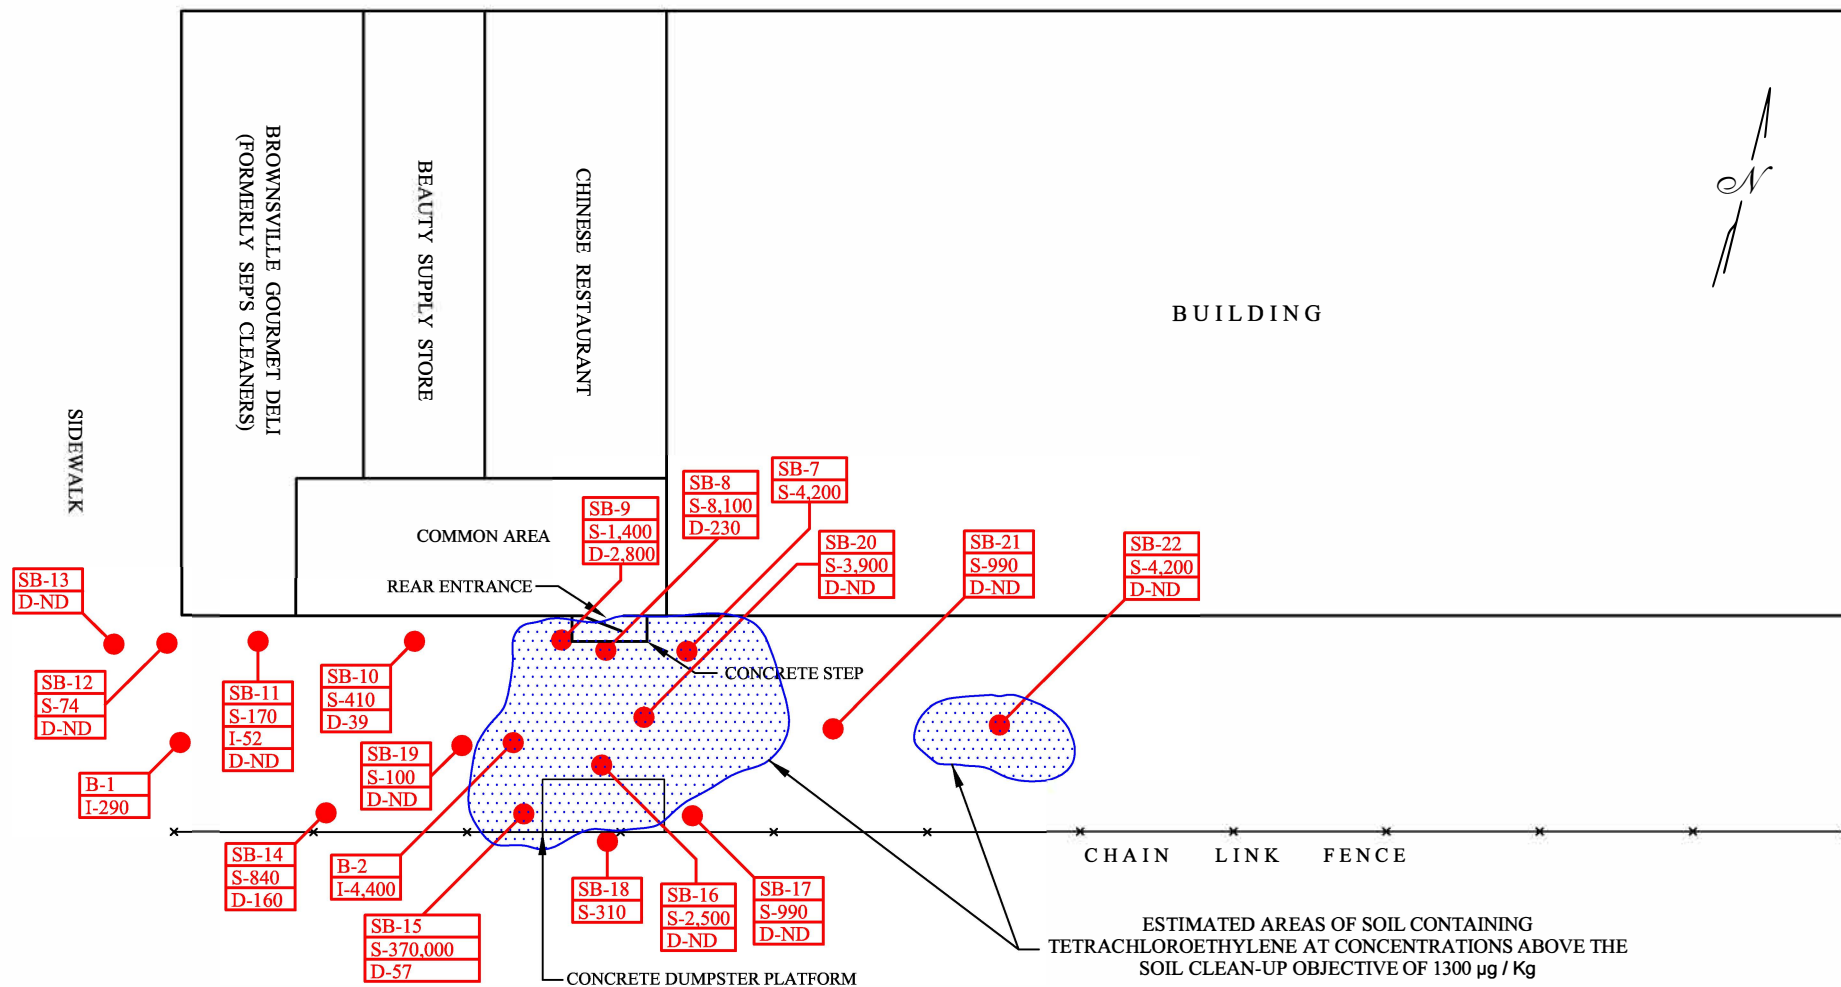 BROWNSVILLE GOURMET DELI
(FORMERLY SEP'S CLEANERS)
BEAUTY SUPPLY STORE
CHINESE RESTAURANT
BUILDING
N
SIDEWALK
COMMON AREA
REAR ENTRANCE
CONCRETE STEP
SB-9
S-1,400
D-2,800
SB-8
S-8,100
D-230
SB-7
S-4,200
SB-20
S-3,900
D-ND
SB-21
S-990
D-ND
SB-22
S-4,200
D-ND
SB-13
D-ND
SB-12
S-74
D-ND
SB-11
S-170
I-52
D-ND
SB-10
S-410
D-39
SB-19
S-100
D-ND
B-1
I-290
SB-14
S-840
D-160
B-2
I-4,400
SB-15
S-370,000
D-57
SB-18
S-310
SB-16
S-2,500
D-ND
SB-17
S-990
D-ND
CHAIN LINK FENCE
CONCRETE DUMPSTER PLATFORM
ESTIMATED AREAS OF SOIL CONTAINING
TETRACHLOROETHYLENE AT CONCENTRATIONS ABOVE THE
SOIL CLEAN-UP OBJECTIVE OF 1300 µg / Kg